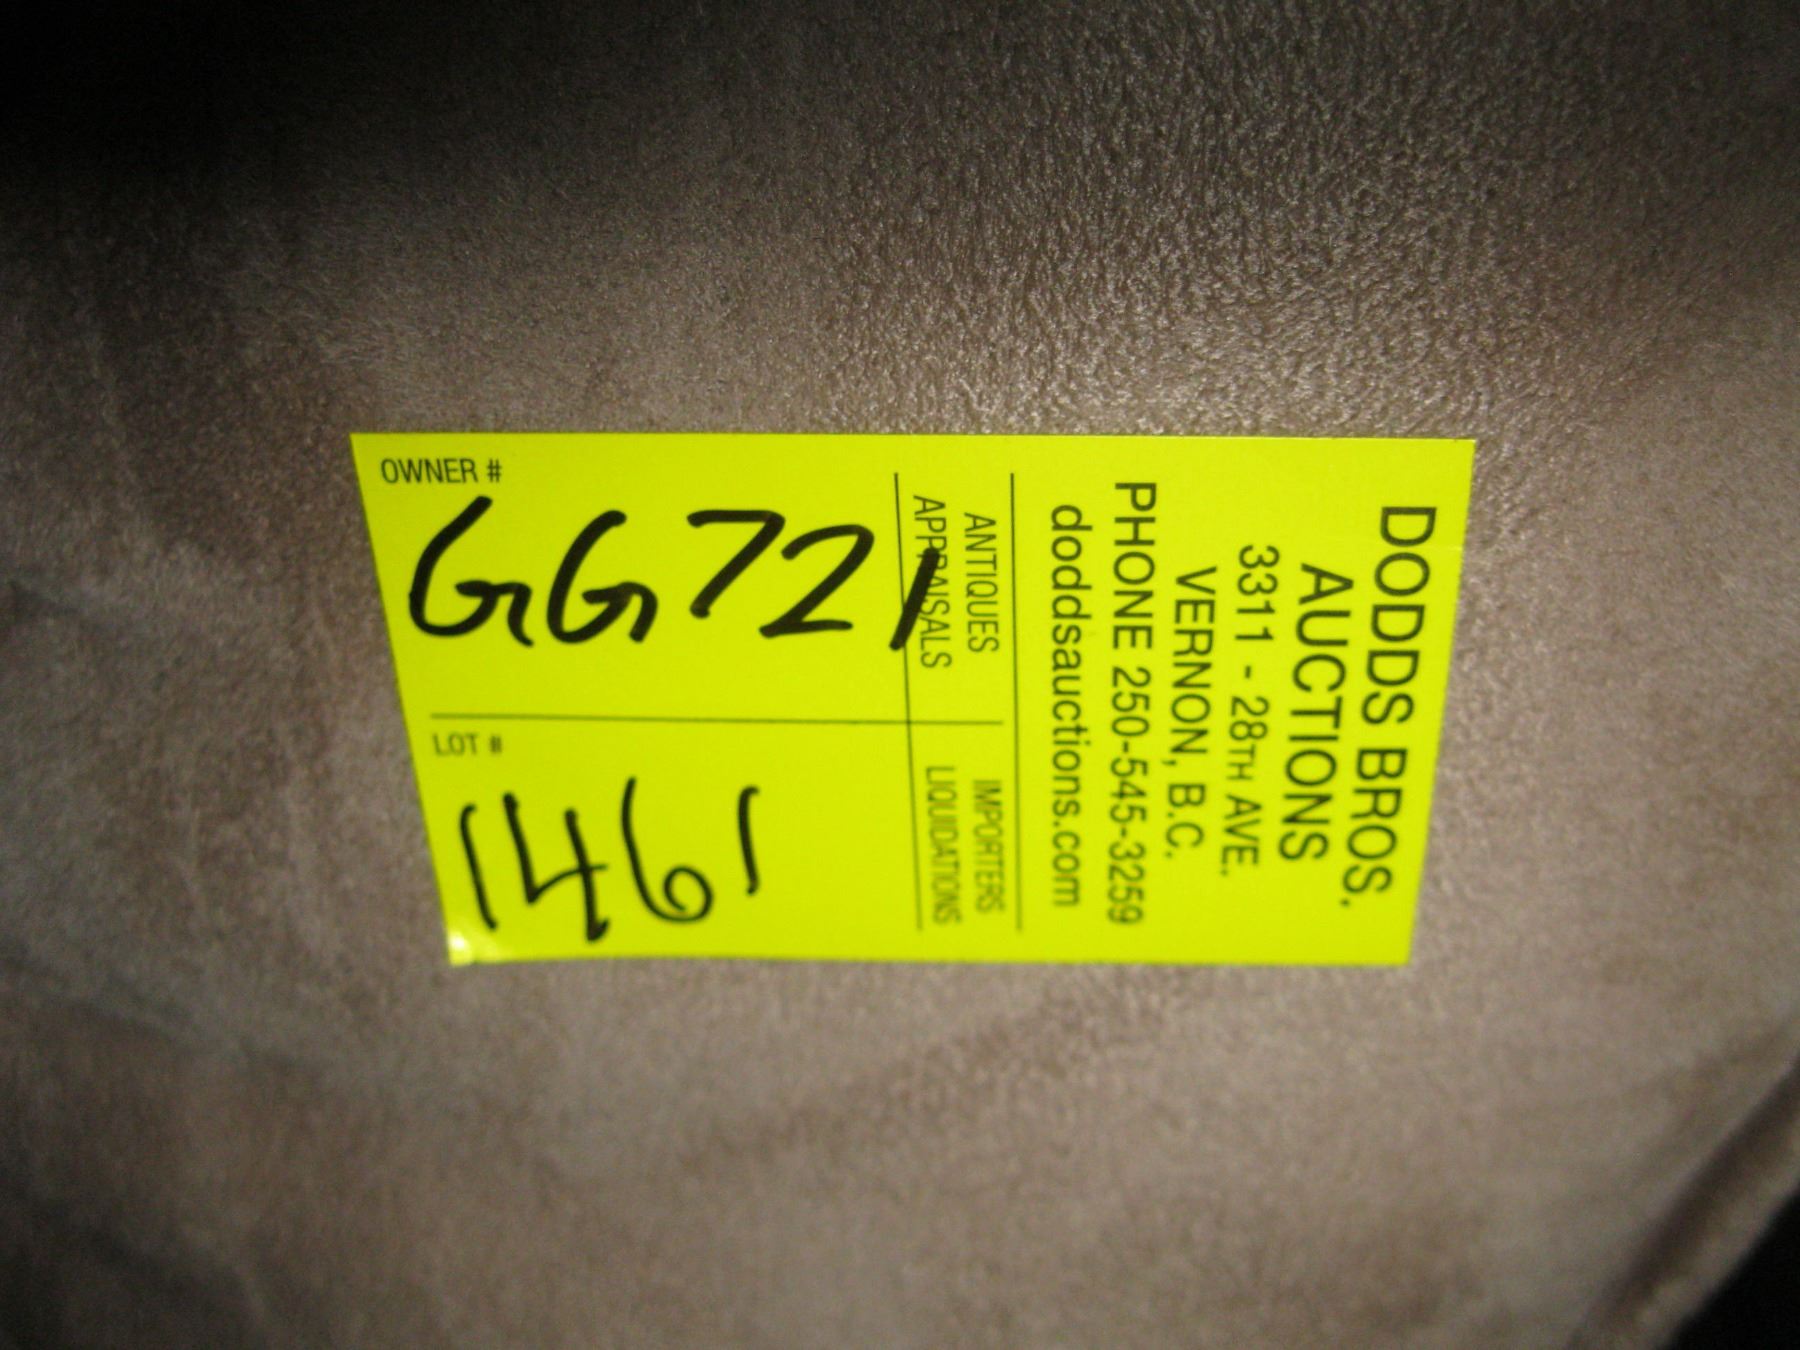 DODDS BROS.
AUCTIONS
3311 - 28TH AVE.
VERNON, B.C.
PHONE 250-545-3259
doddsauctions.com
ANTIQUES
APPRAISALS
IMPORTERS
LIQUIDATIONS
OWNER #
GG721
LOT #
146-